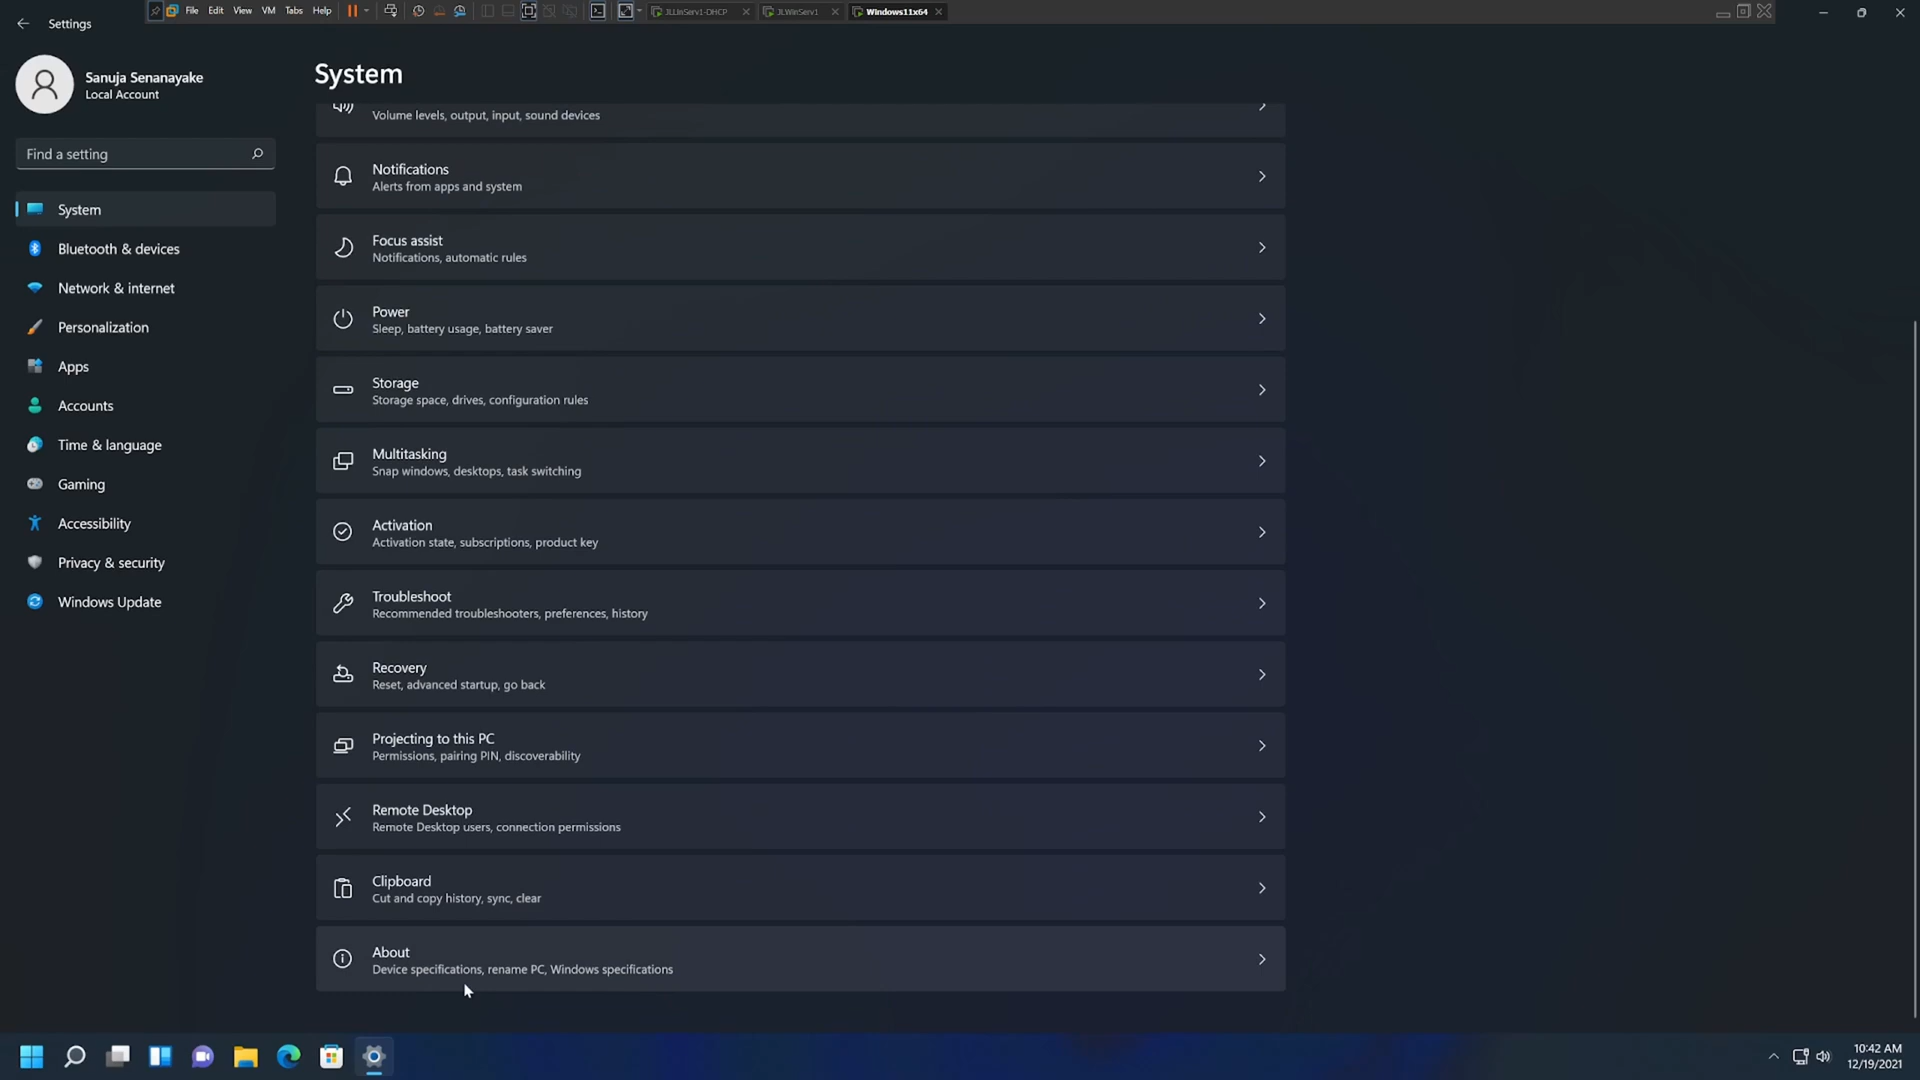 File Edit View VM Tabs Help
JLLinServ1-DHCP
JLWinServ1
Windows11x64
Settings
Sanuja Senanayake
Local Account
Find a setting
System
Bluetooth & devices
Network & internet
Personalization
Apps
Accounts
Time & language
Gaming
Accessibility
Privacy & security
Windows Update
System
Volume levels, output, input, sound devices
Notifications
Alerts from apps and system
Focus assist
Notifications, automatic rules
Power
Sleep, battery usage, battery saver
Storage
Storage space, drives, configuration rules
Multitasking
Snap windows, desktops, task switching
Activation
Activation state, subscriptions, product key
Troubleshoot
Recommended troubleshooters, preferences, history
Recovery
Reset, advanced startup, go back
Projecting to this PC
Permissions, pairing PIN, discoverability
Remote Desktop
Remote Desktop users, connection permissions
Clipboard
Cut and copy history, sync, clear
About
Device specifications, rename PC, Windows specifications
10:42 AM
12/19/2021